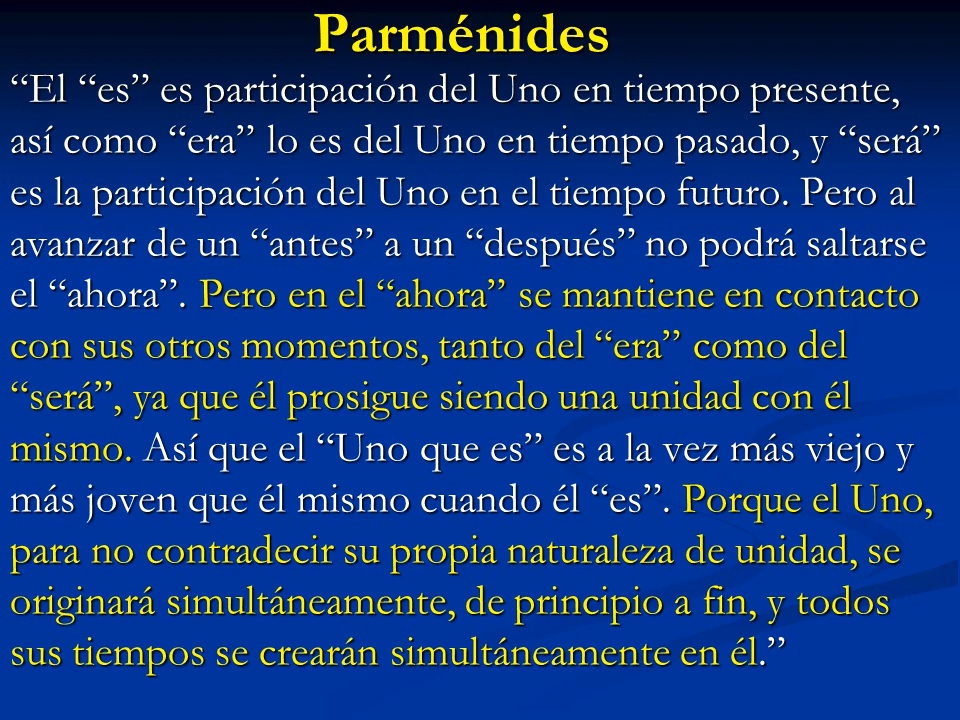 Parménides
“El “es” es participación del Uno en tiempo presente,
así como “era” lo es del Uno en tiempo pasado, y “será”
es la participación del Uno en el tiempo futuro. Pero al
avanzar de un “antes” a un “después” no podrá saltarse
el “ahora”. Pero en el “ahora” se mantiene en contacto
con sus otros momentos, tanto del “era” como del
“será”, ya que él prosigue siendo una unidad con él
mismo. Así que el “Uno que es” es a la vez más viejo y
más joven que él mismo cuando él “es”. Porque el Uno,
para no contradecir su propia naturaleza de unidad, se
originará simultáneamente, de principio a fin, y todos
sus tiempos se crearán simultáneamente en él.”